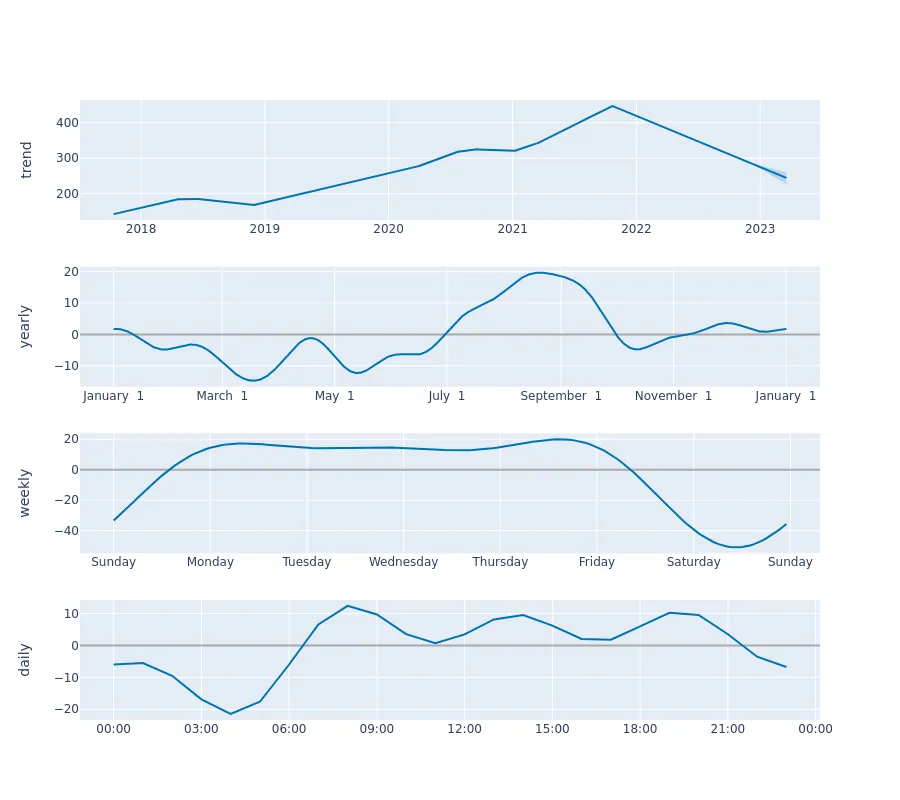 trend
400
300
200
2018 2019 2020 2021 2022 2023
yearly
20
10
0
−10
January 1 March 1 May 1 July 1 September 1 November 1 January 1
weekly
20
0
−20
−40
Sunday Monday Tuesday Wednesday Thursday Friday Saturday Sunday
daily
10
0
−10
−20
00:00 03:00 06:00 09:00 12:00 15:00 18:00 21:00 00:00